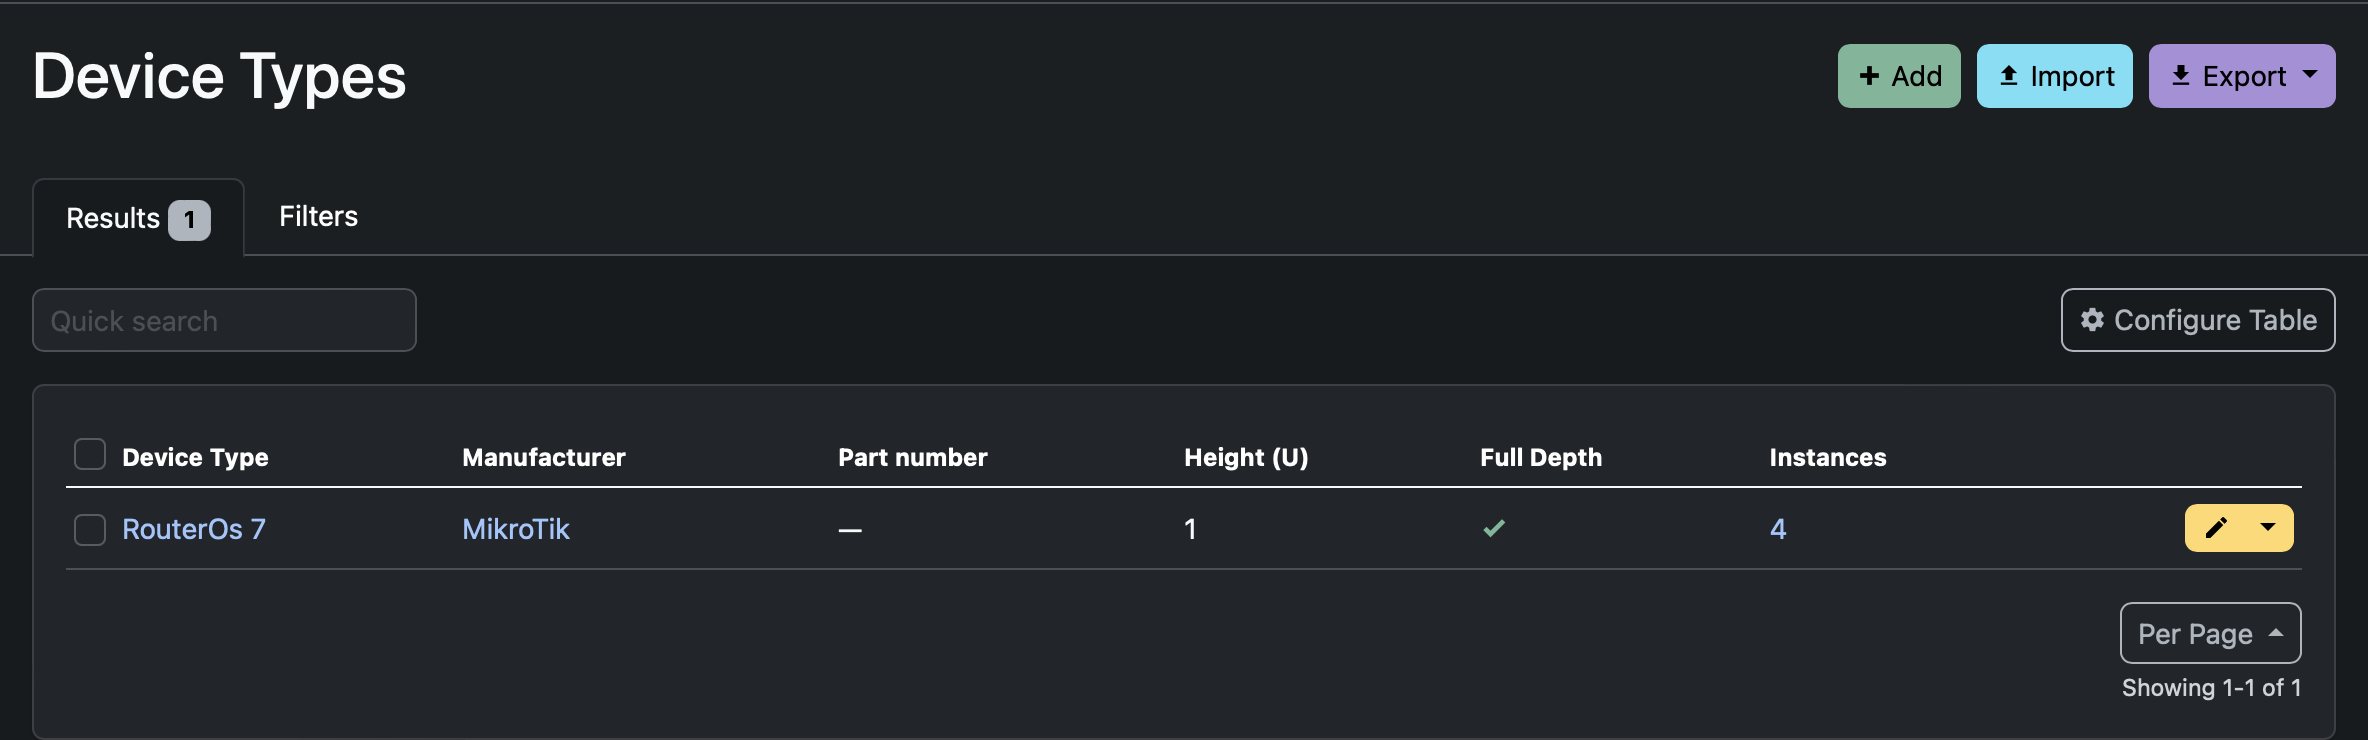 Device Types
Add
Import
Export
Results 1
Filters
Quick search
Configure Table
Device Type Manufacturer Part number Height (U) Full Depth Instances
RouterOs 7 MikroTik — 1 4
Per Page
Showing 1-1 of 1